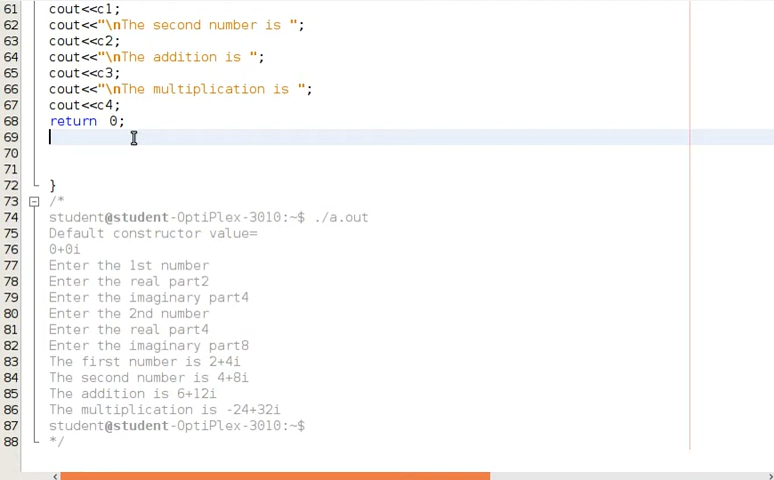 61 cout<<c1;
62 cout<<"\nThe second number is ";
63 cout<<c2;
64 cout<<"\nThe addition is ";
65 cout<<c3;
66 cout<<"\nThe multiplication is ";
67 cout<<c4;
68 return 0;
69
70
71
72 }
73 /*
74 student@student-OptiPlex-3010:~$ ./a.out
75 Default constructor value=
76 0+0i
77 Enter the 1st number
78 Enter the real part2
79 Enter the imaginary part4
80 Enter the 2nd number
81 Enter the real part4
82 Enter the imaginary part8
83 The first number is 2+4i
84 The second number is 4+8i
85 The addition is 6+12i
86 The multiplication is -24+32i
87 student@student-OptiPlex-3010:~$
88 */